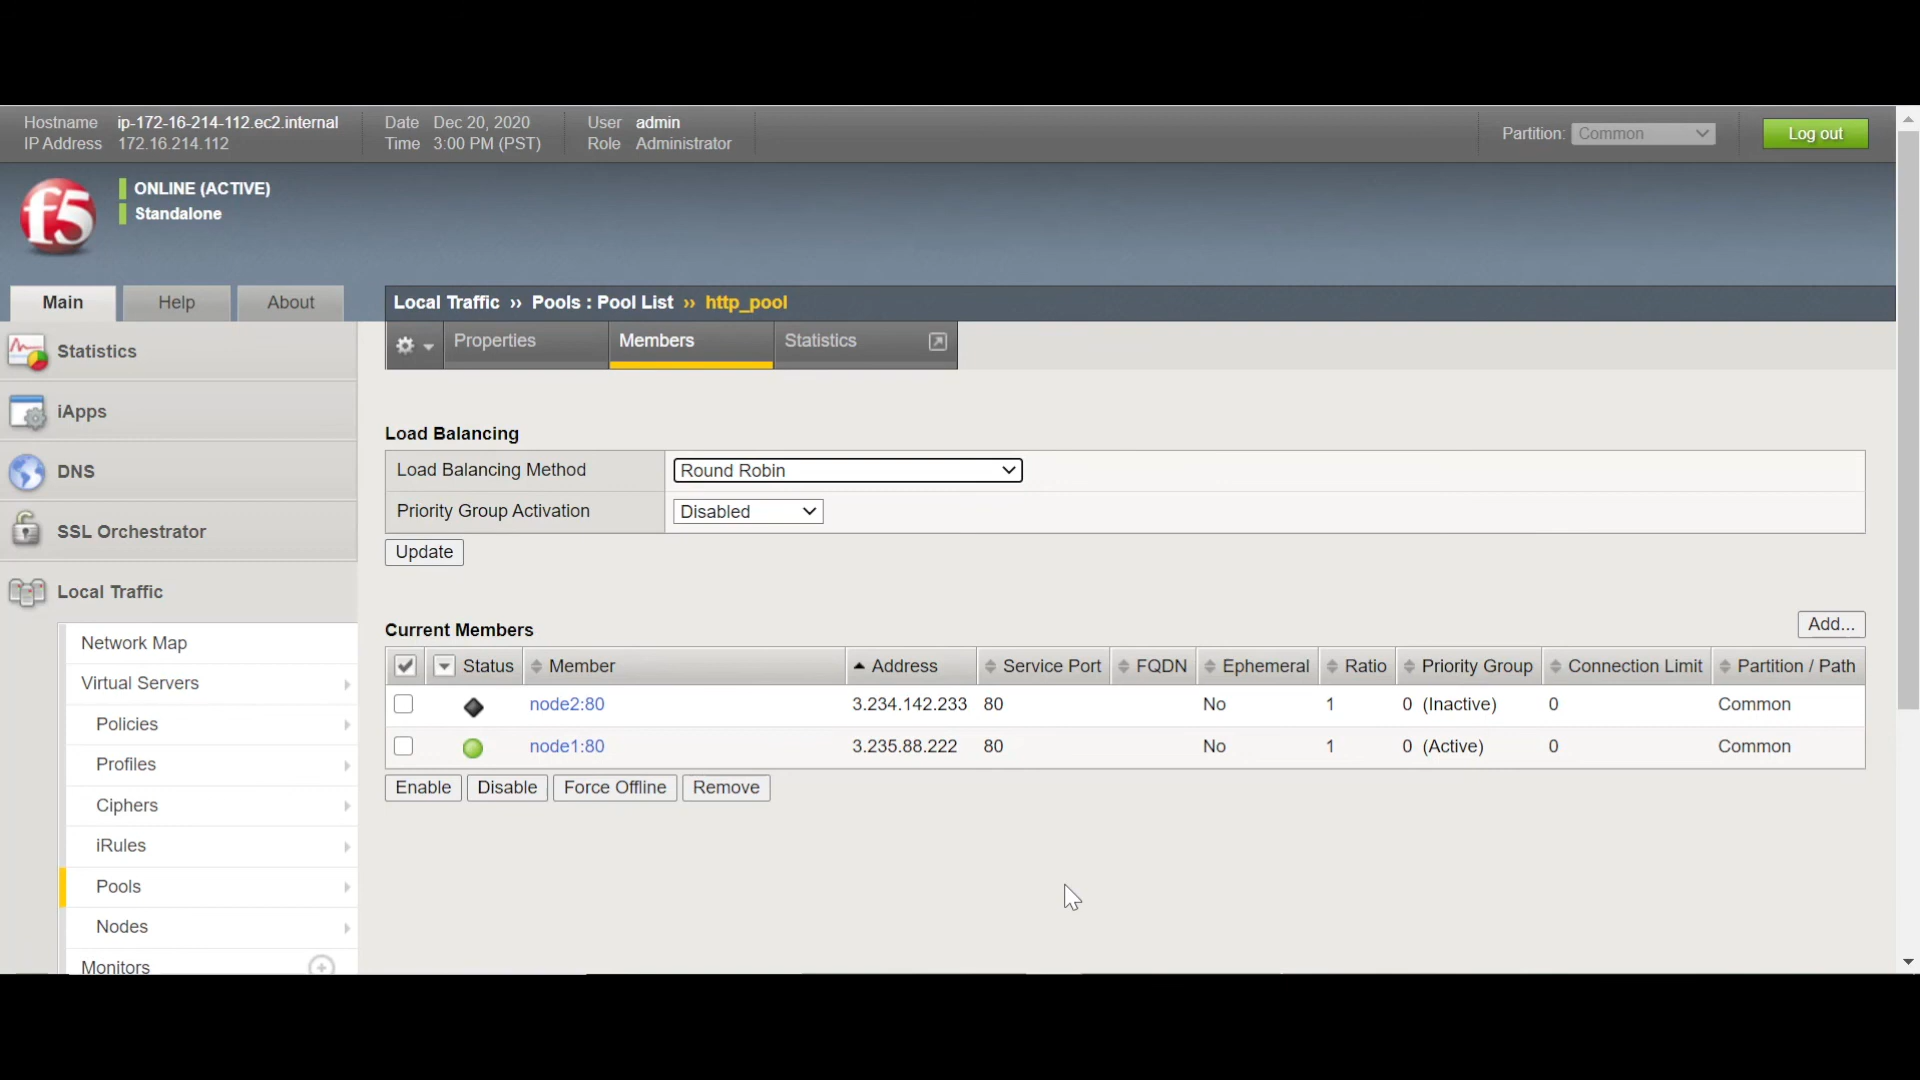 Hostname ip-172-16-214-112.ec2.internal Date Dec 20, 2020 User admin
IP Address 172.16.214.112 Time 3:00 PM (PST) Role Administrator
Partition: Common Log out
f5
ONLINE (ACTIVE)
Standalone
Main Help About
Local Traffic ›› Pools : Pool List ›› http_pool
Properties Members Statistics
Statistics
iApps
DNS
SSL Orchestrator
Local Traffic
Network Map
Virtual Servers
Policies
Profiles
Ciphers
iRules
Pools
Nodes
Monitors
Load Balancing
Load Balancing Method Round Robin
Priority Group Activation Disabled
Update
Current Members Add...
Status Member Address Service Port FQDN Ephemeral Ratio Priority Group Connection Limit Partition / Path
node2:80 3.234.142.233 80 No 1 0 (Inactive) 0 Common
node1:80 3.235.88.222 80 No 1 0 (Active) 0 Common
Enable Disable Force Offline Remove